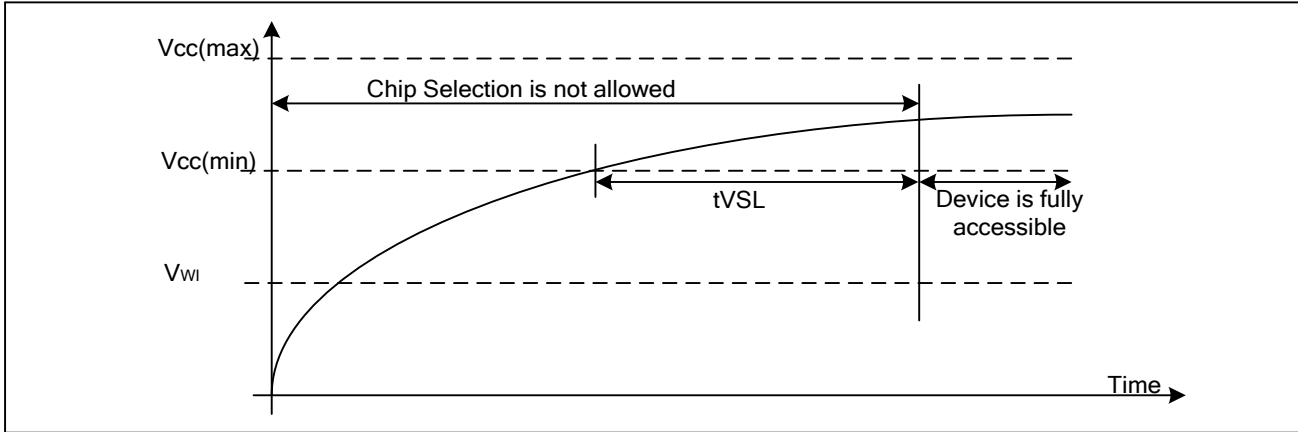 Vcc(max)
Chip Selection is not allowed
Vcc(min)
tVSL
Device is fully
accessible
VWI
Time